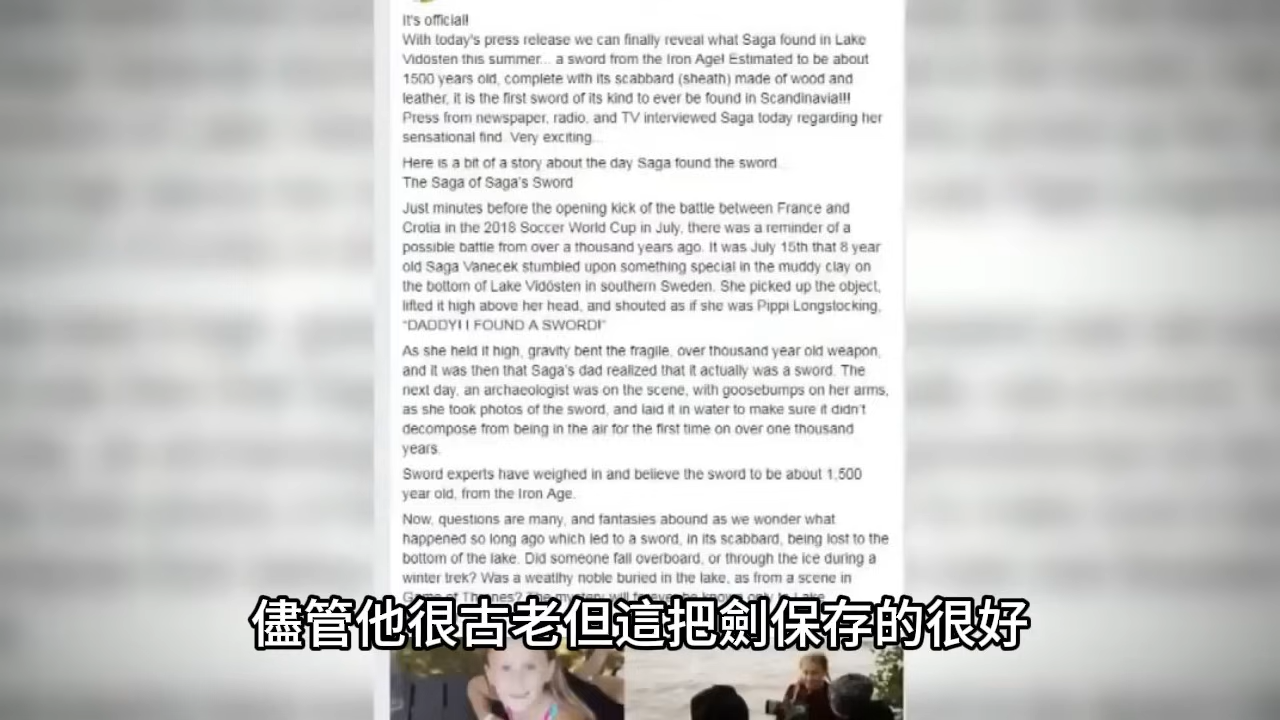 It's official!
With today's press release we can finally reveal what Saga found in Lake
Vidösten this summer... a sword from the Iron Age! Estimated to be about
1500 years old, complete with its scabbard (sheath) made of wood and
leather, it is the first sword of its kind to ever be found in Scandinavia!!!
Press from newspaper, radio, and TV interviewed Saga today regarding her
sensational find. Very exciting...
Here is a bit of a story about the day Saga found the sword...
The Saga of Saga's Sword
Just minutes before the opening kick of the battle between France and
Crotia in the 2018 Soccer World Cup in July, there was a reminder of a
possible battle from over a thousand years ago. It was July 15th that 8 year
old Saga Vanecek stumbled upon something special in the muddy clay on
the bottom of Lake Vidösten in southern Sweden. She picked up the object,
lifted it high above her head, and shouted as if she was Pippi Longstocking,
"DADDY! I FOUND A SWORD!"
As she held it high, gravity bent the fragile, over thousand year old weapon,
and it was then that Saga's dad realized that it actually was a sword. The
next day, an archaeologist was on the scene, with goosebumps on her arms,
as she took photos of the sword, and laid it in water to make sure it didn't
decompose from being in the air for the first time on over one thousand
years.
Sword experts have weighed in and believe the sword to be about 1,500
year old, from the Iron Age.
Now, questions are many, and fantasies abound as we wonder what
happened so long ago which led to a sword, in its scabbard, being lost to the
bottom of the lake. Did someone fall overboard, or through the ice during a
winter trek? Was a weatlhy noble buried in the lake, as from a scene in
Game of Thrones? The mystery will forever be known only to Lake
儘管他很古老但這把劍保存的很好